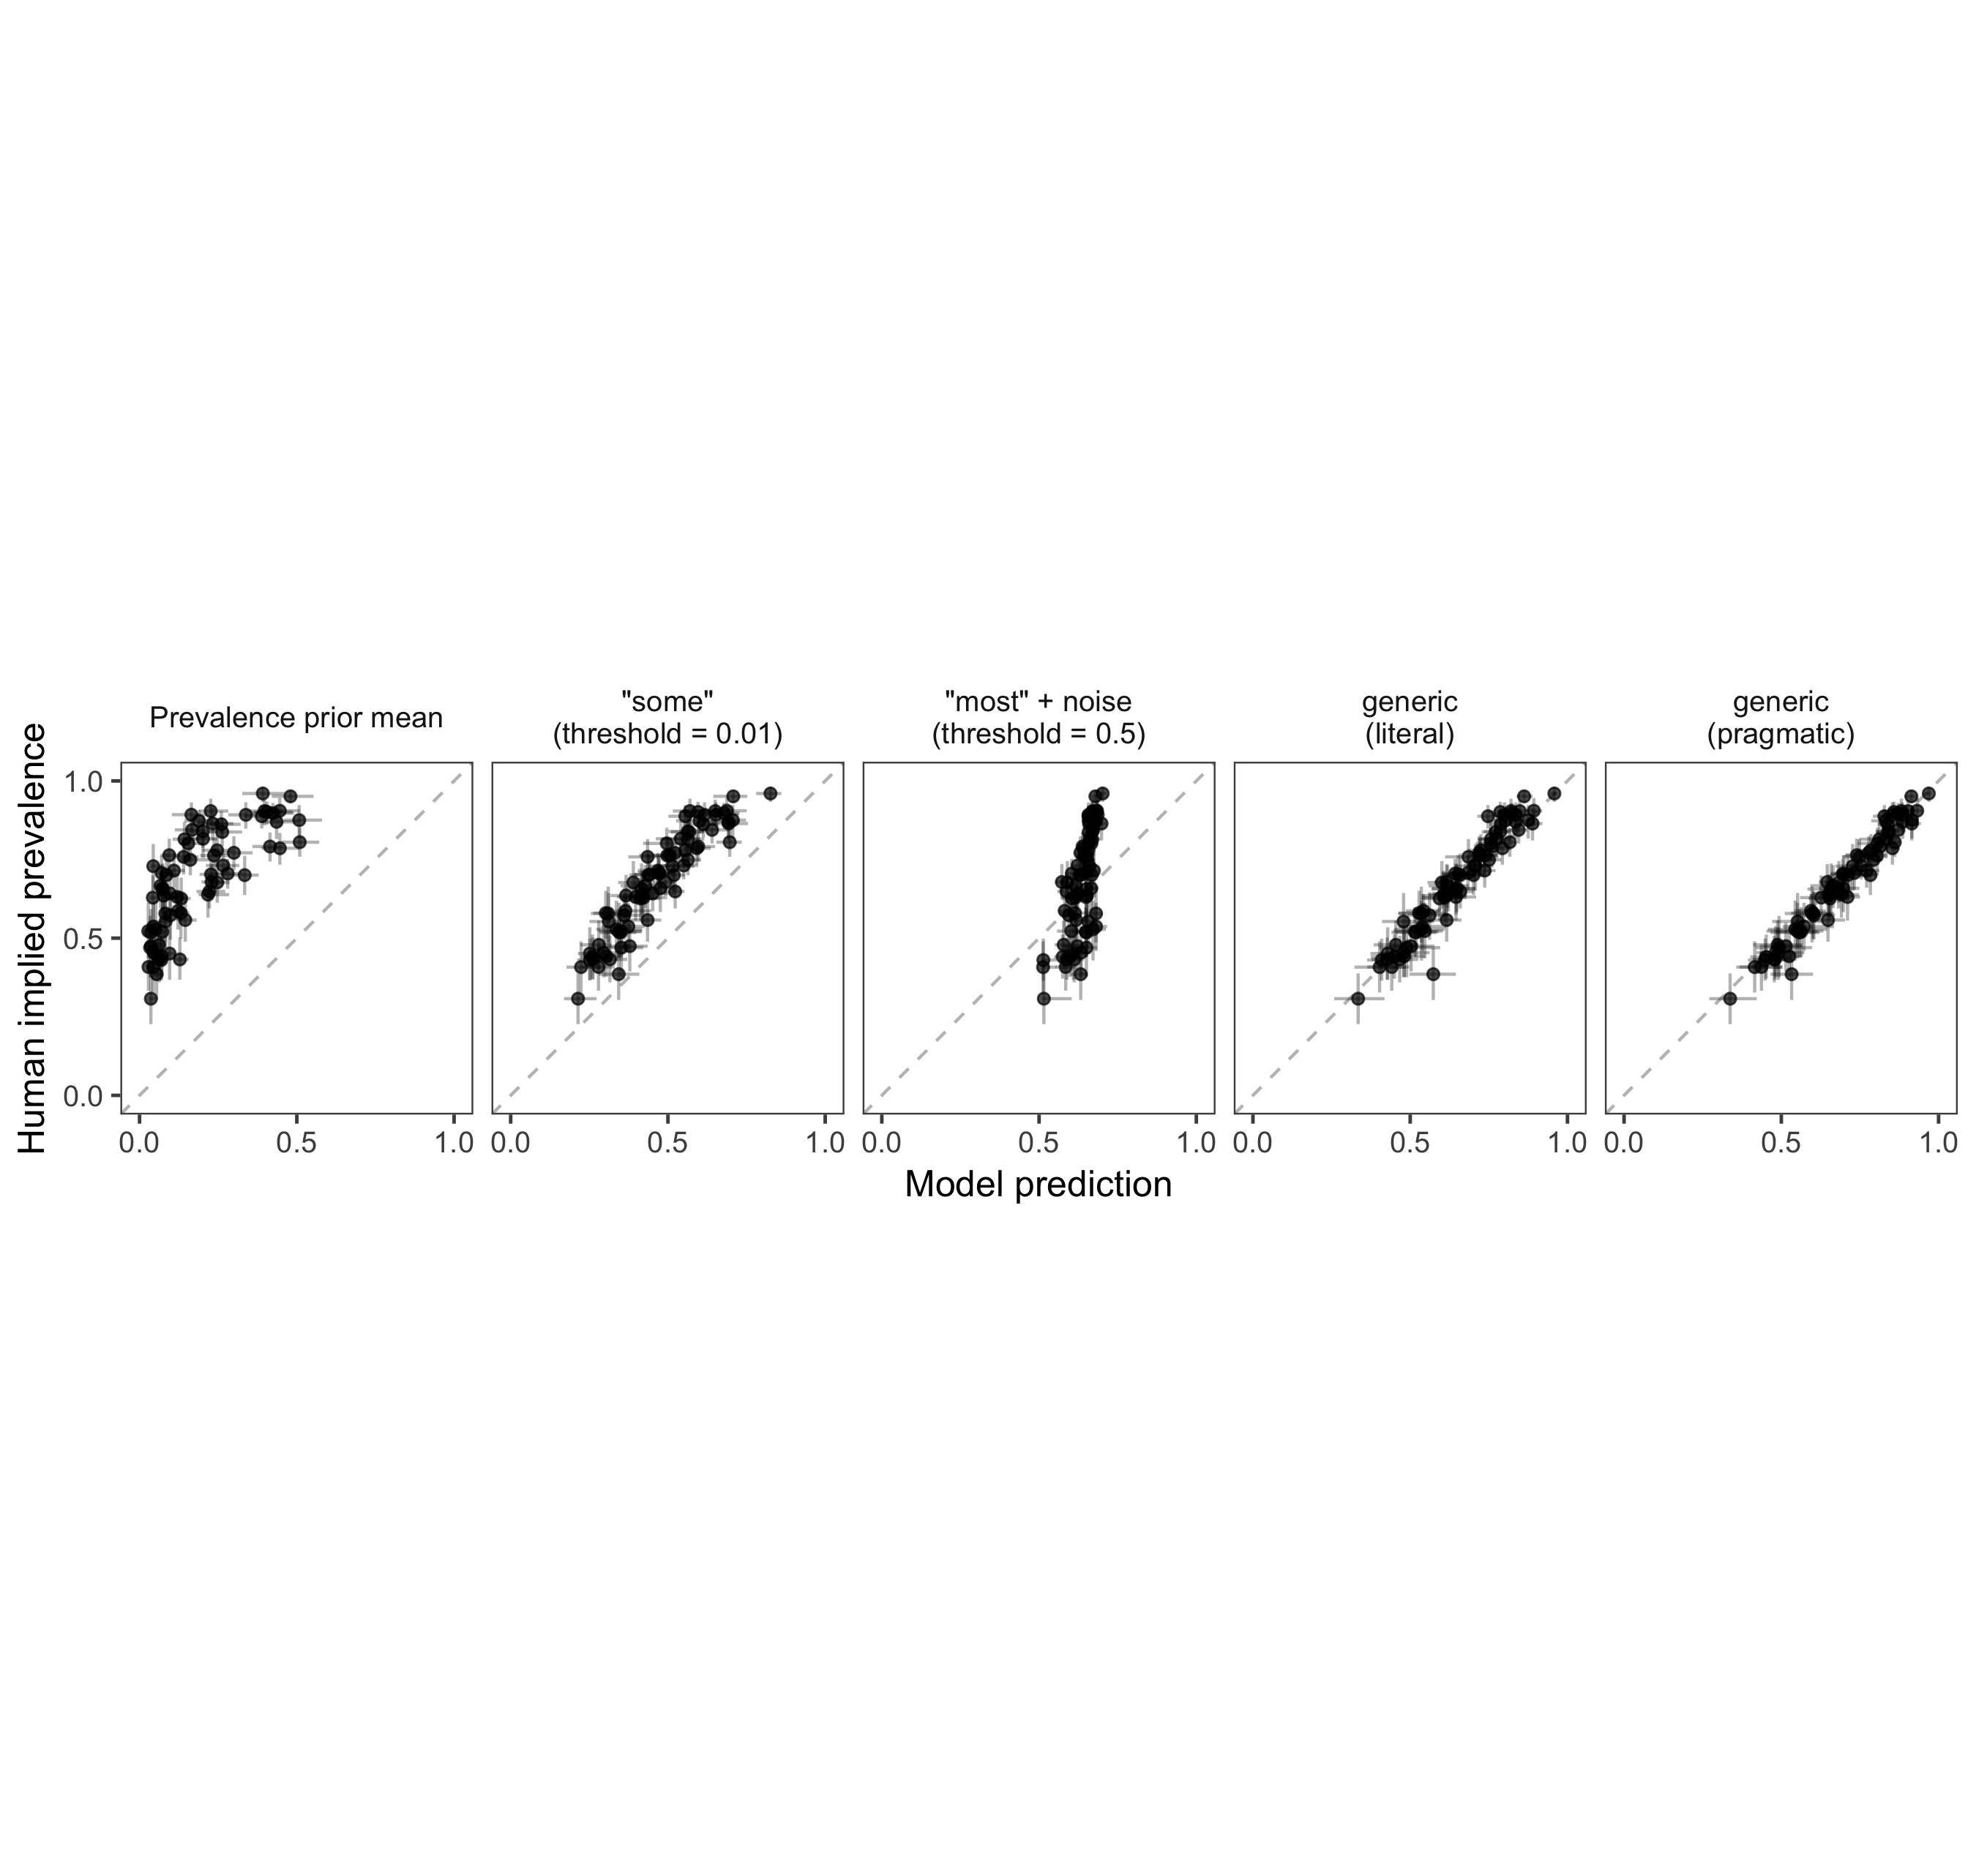 Prevalence prior mean
"some"
(threshold = 0.01)
"most" + noise
(threshold = 0.5)
generic
(literal)
generic
(pragmatic)
Human implied prevalence
1.0
0.5
0.0
0.0 0.5 1.0
0.0 0.5 1.0
0.0 0.5 1.0
0.0 0.5 1.0
0.0 0.5 1.0
Model prediction